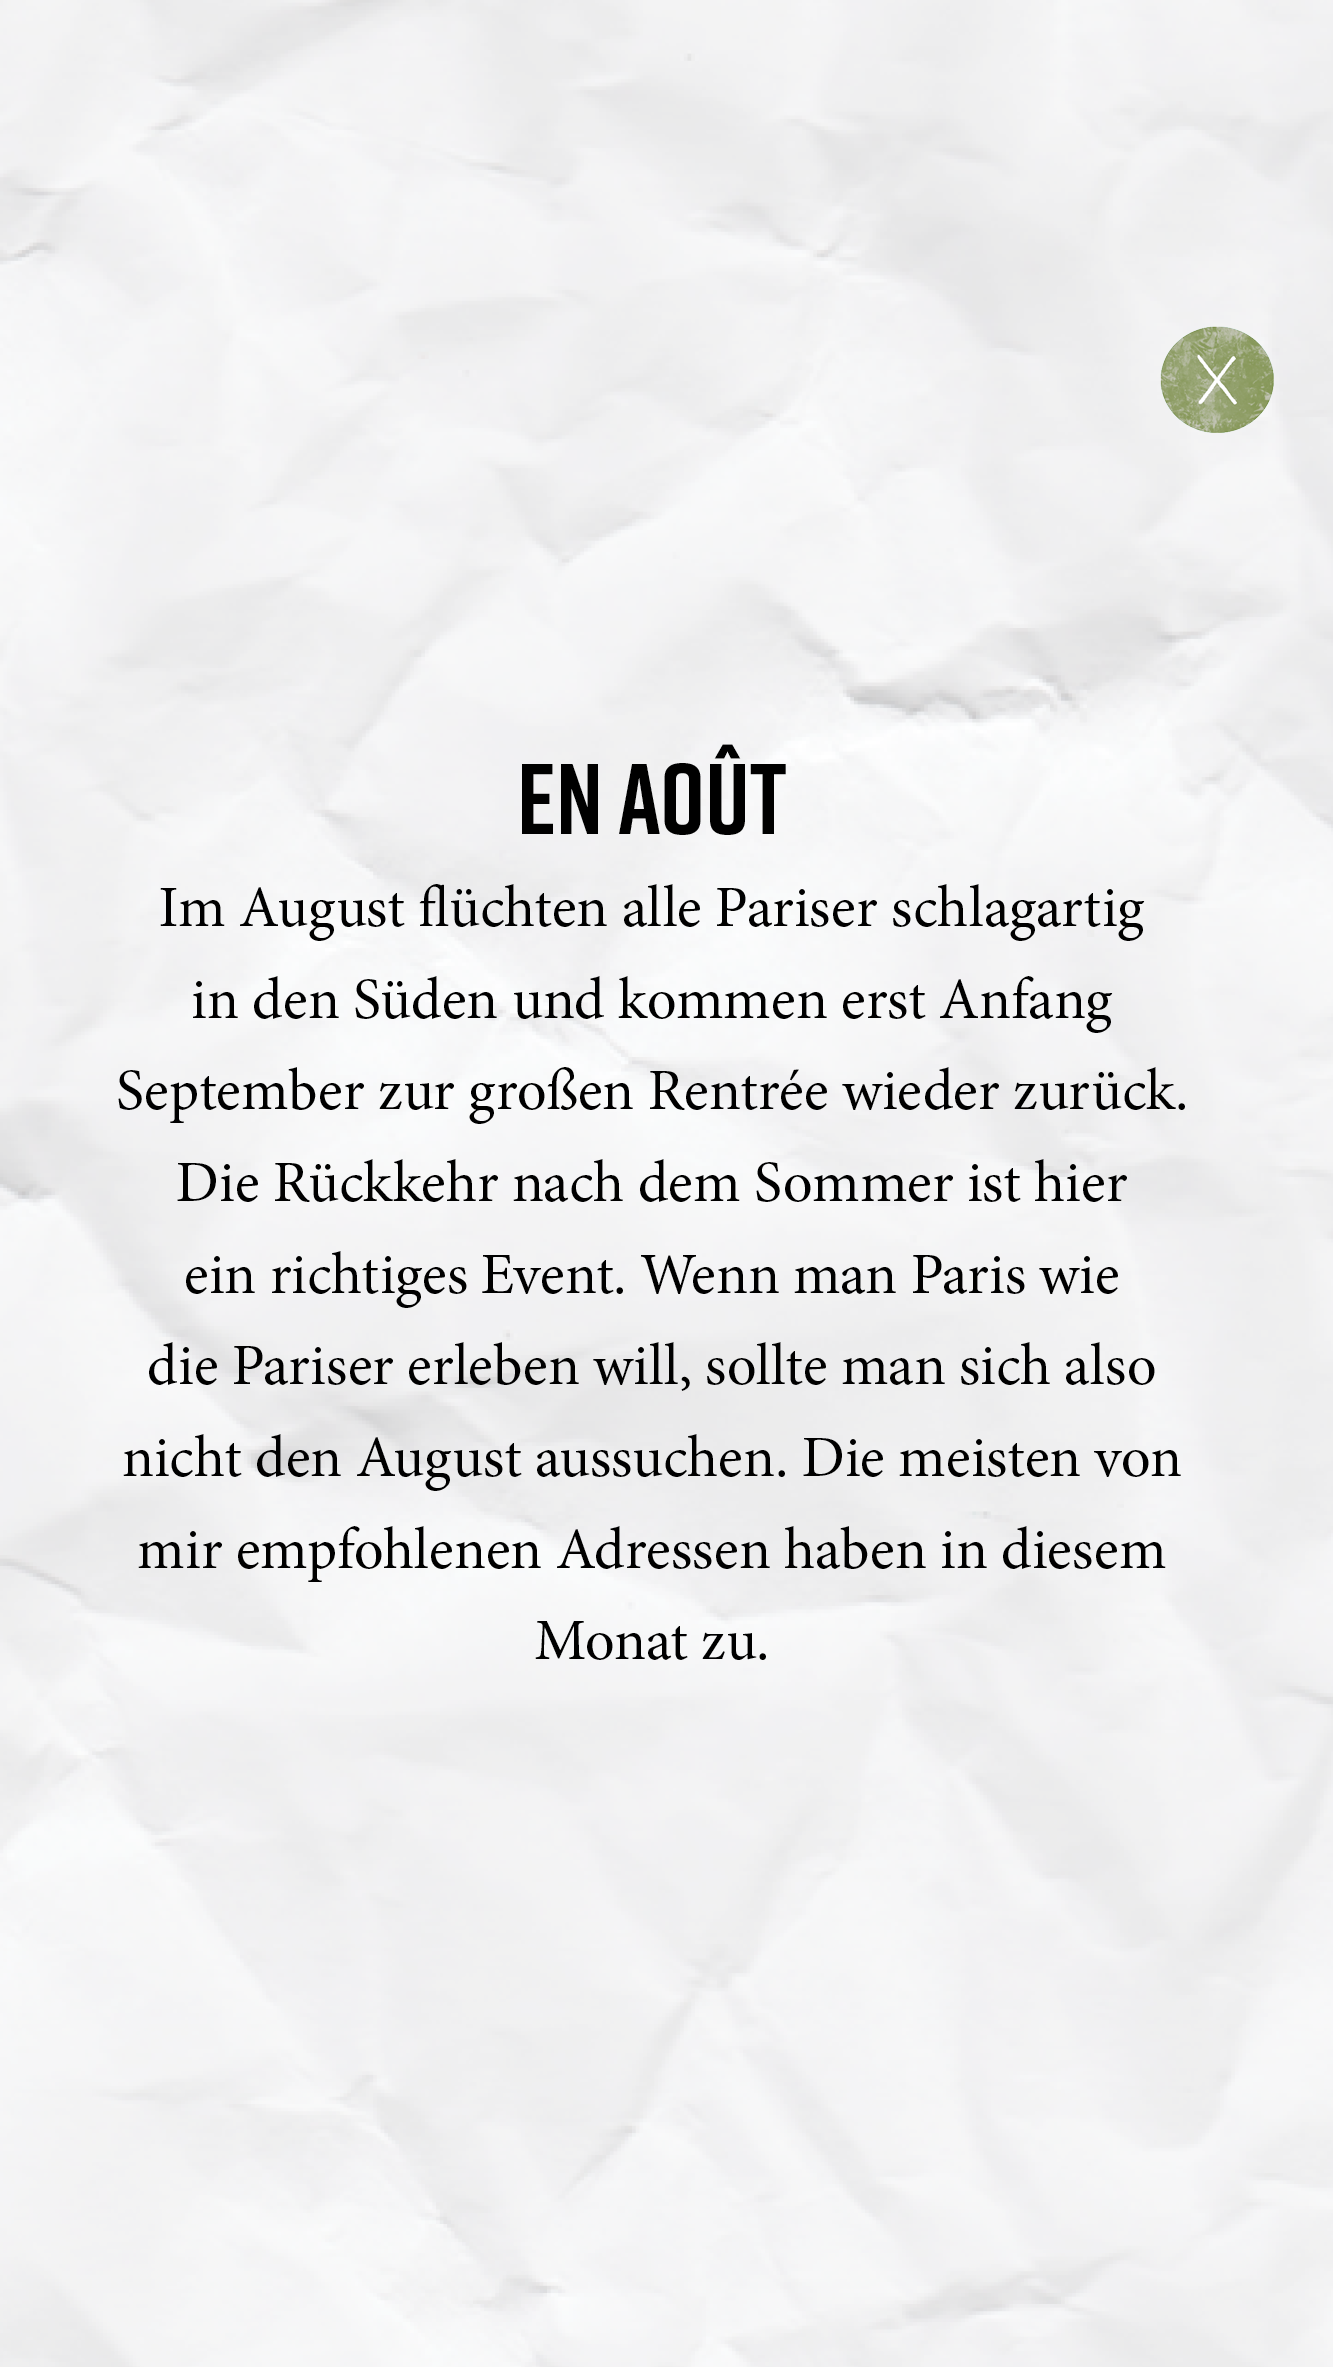 X
EN AOÛT
Im August flüchten alle Pariser schlagartig
in den Süden und kommen erst Anfang
September zur großen Rentrée wieder zurück.
Die Rückkehr nach dem Sommer ist hier
ein richtiges Event. Wenn man Paris wie
die Pariser erleben will, sollte man sich also
nicht den August aussuchen. Die meisten von
mir empfohlenen Adressen haben in diesem
Monat zu.